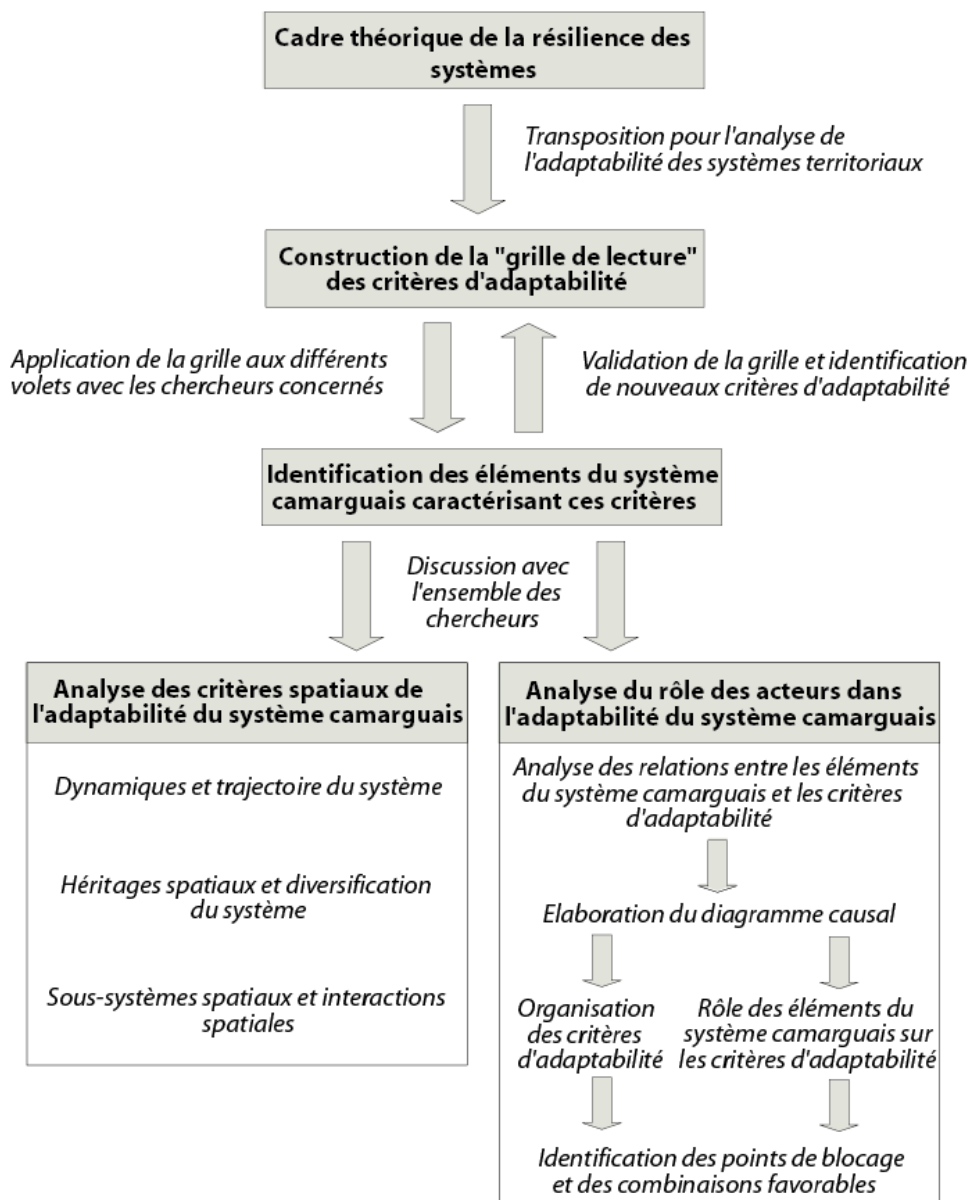 Cadre théorique de la résilience des
systèmes
Transposition pour l'analyse de
l'adaptabilité des systèmes territoriaux
Construction de la "grille de lecture"
des critères d'adaptabilité
Application de la grille aux différents
volets avec les chercheurs concernés
Validation de la grille et identification
de nouveaux critères d'adaptabilité
Identification des éléments du système
camarguais caractérisant ces critères
Discussion avec
l'ensemble des
chercheurs
Analyse des critères spatiaux de
l'adaptabilité du système camarguais
Dynamiques et trajectoire du système
Héritages spatiaux et diversification
du système
Sous-systèmes spatiaux et interactions
spatiales
Analyse du rôle des acteurs dans
l'adaptabilité du système camarguais
Analyse des relations entre les éléments
du système camarguais et les critères
d'adaptabilité
Elaboration du diagramme causal
Organisation
des critères
d'adaptabilité
Rôle des éléments du
système camarguais sur
les critères d'adaptabilité
Identification des points de blocage
et des combinaisons favorables